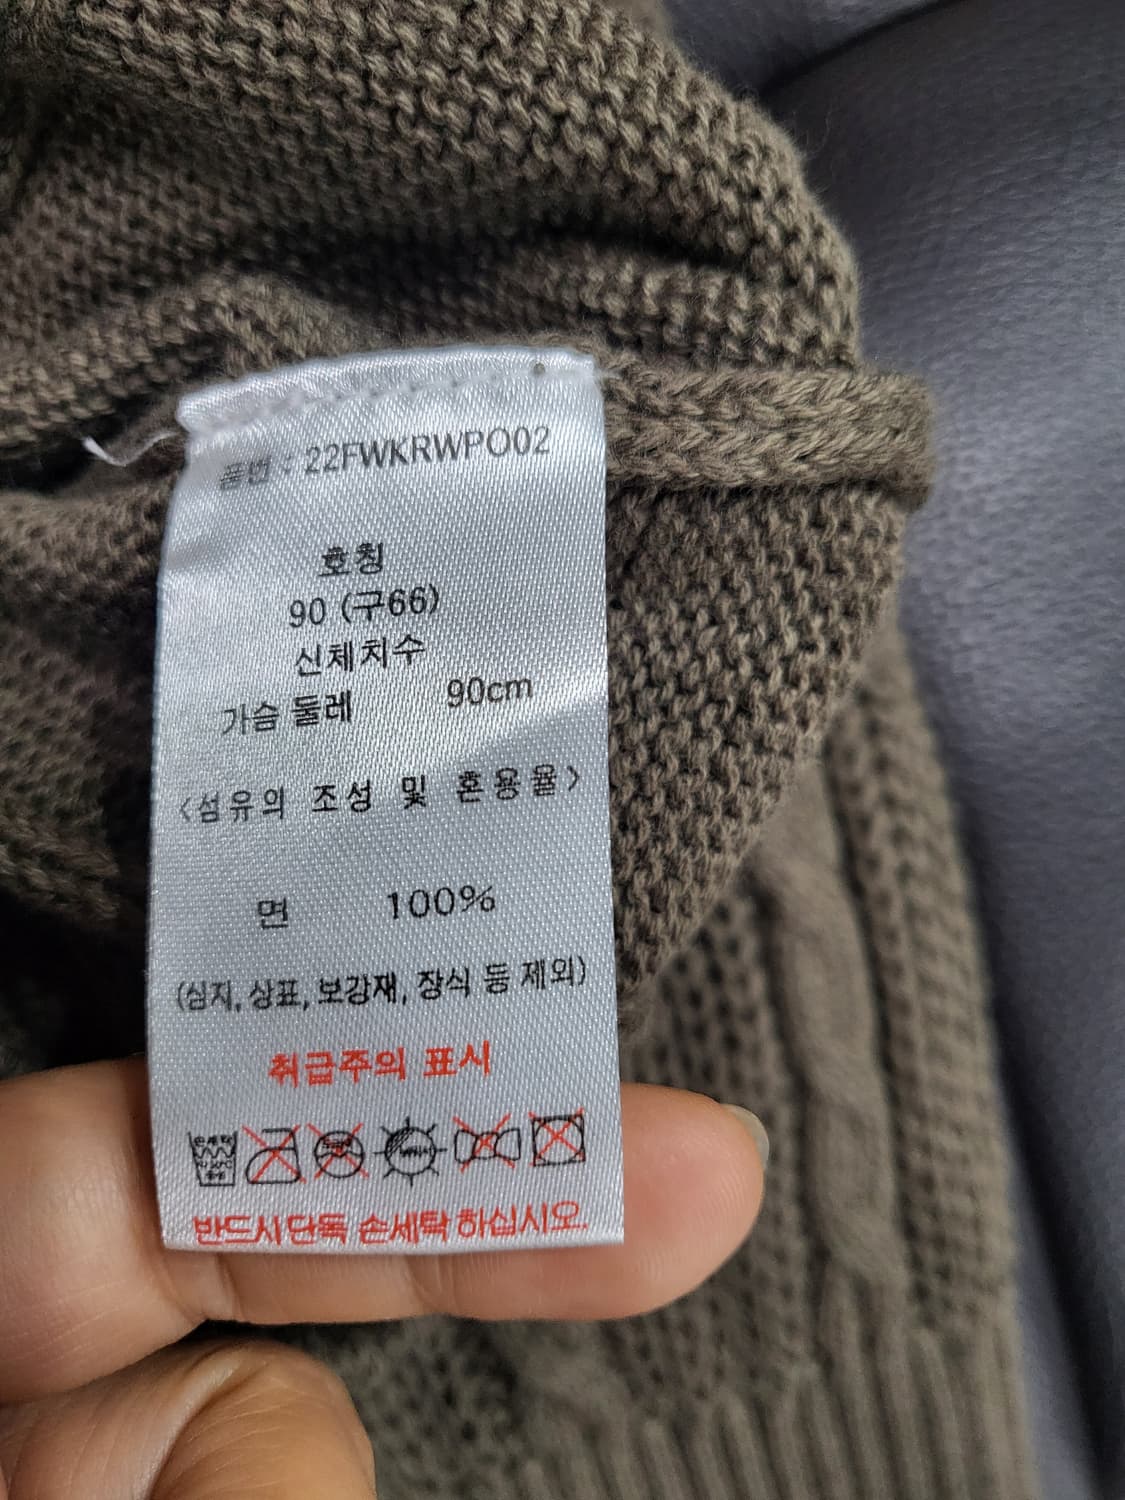 품번 : 22FWKRWPO02
호칭
90 (구66)
신체치수
가슴 둘레 90cm
<섬유의 조성 및 혼용율>
면 100%
(심지, 상표, 보강재, 장식 등 제외)
취급주의 표시
손세탁
반드시단독 손세탁 하십시오.